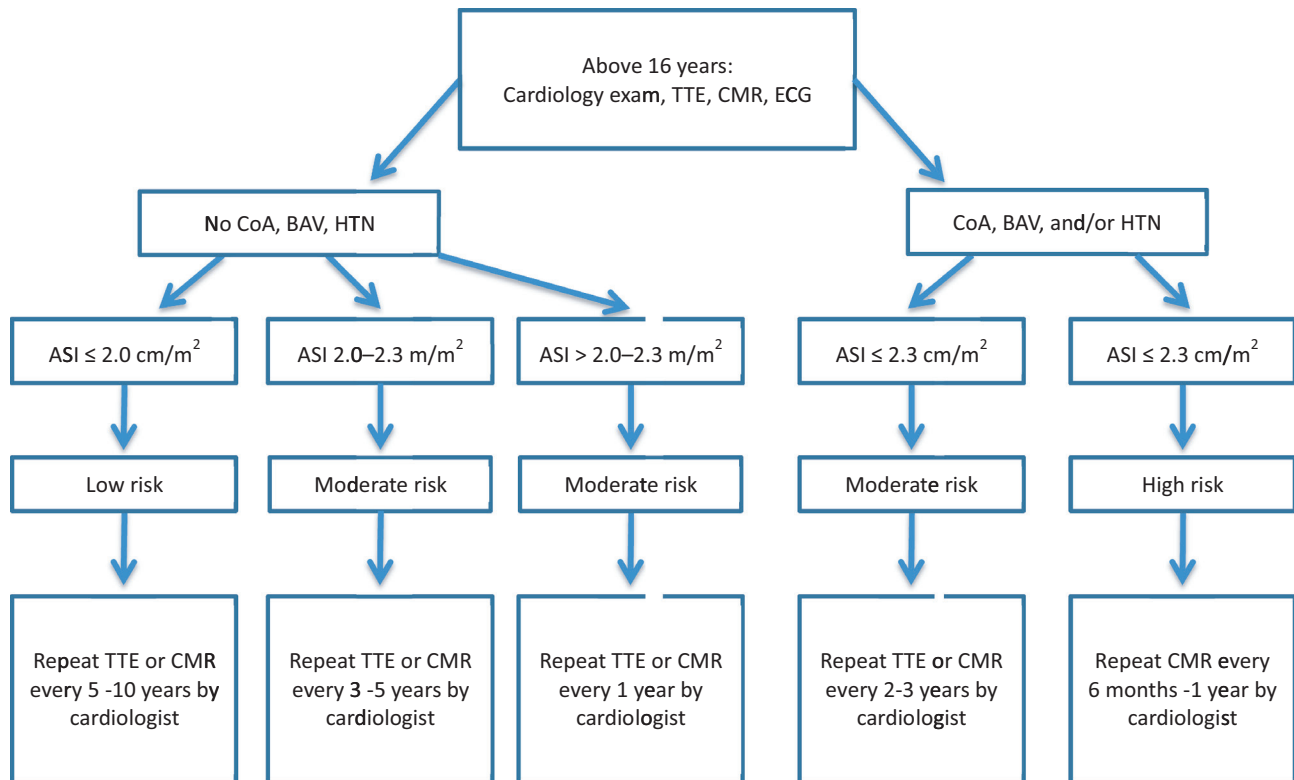 Above 16 years:
Cardiology exam, TTE, CMR, ECG
No CoA, BAV, HTN
CoA, BAV, and/or HTN
ASI ≤ 2.0 cm/m²
ASI 2.0–2.3 m/m²
ASI > 2.0–2.3 m/m²
ASI ≤ 2.3 cm/m²
ASI ≤ 2.3 cm/m²
Low risk
Moderate risk
Moderate risk
Moderate risk
High risk
Repeat TTE or CMR
every 5 -10 years by
cardiologist
Repeat TTE or CMR
every 3 -5 years by
cardiologist
Repeat TTE or CMR
every 1 year by
cardiologist
Repeat TTE or CMR
every 2-3 years by
cardiologist
Repeat CMR every
6 months -1 year by
cardiologist